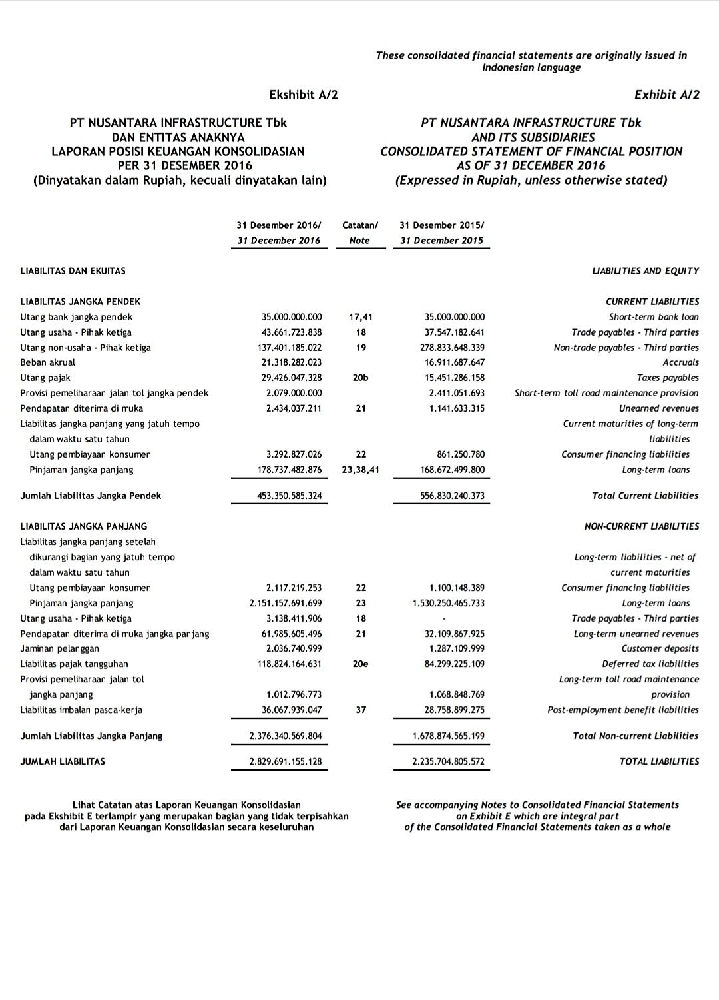 These consolidated financial statements are originally issued in
Indonesian language
Ekshibit A/2 Exhibit A/2
PT NUSANTARA INFRASTRUCTURE Tbk PT NUSANTARA INFRASTRUCTURE Tbk
DAN ENTITAS ANAKNYA AND ITS SUBSIDIARIES
LAPORAN POSISI KEUANGAN KONSOLIDASIAN CONSOLIDATED STATEMENT OF FINANCIAL POSITION
PER 31 DESEMBER 2016 AS OF 31 DECEMBER 2016
(Dinyatakan dalam Rupiah, kecuali dinyatakan lain) (Expressed in Rupiah, unless otherwise stated)
31 Desember 2016/ Catatan/ 31 Desember 2015/
31 December 2016 Note 31 December 2015
LIABILITAS DAN EKUITAS LIABILITIES AND EQUITY
LIABILITAS JANGKA PENDEK CURRENT LIABILITIES
Utang bank jangka pendek 35.000.000.000 17,41 35.000.000.000 Short-term bank loan
Utang usaha - Pihak ketiga 43.661.723.838 18 37.547.182.641 Trade payables - Third parties
Utang non-usaha - Pihak ketiga 137.401.185.022 19 278.833.648.339 Non-trade payables - Third parties
Beban akrual 21.318.282.023 16.911.687.647 Accruals
Utang pajak 29.426.047.328 20b 15.451.286.158 Taxes payables
Provisi pemeliharaan jalan tol jangka pendek 2.079.000.000 2.411.051.693 Short-term toll road maintenance provision
Pendapatan diterima di muka 2.434.037.211 21 1.141.633.315 Unearned revenues
Liabilitas jangka panjang yang jatuh tempo Current maturities of long-term
dalam waktu satu tahun liabilities
Utang pembiayaan konsumen 3.292.827.026 22 861.250.780 Consumer financing liabilities
Pinjaman jangka panjang 178.737.482.876 23,38,41 168.672.499.800 Long-term loans
Jumlah Liabilitas Jangka Pendek 453.350.585.324 556.830.240.373 Total Current Liabilities
LIABILITAS JANGKA PANJANG NON-CURRENT LIABILITIES
Liabilitas jangka panjang setelah
dikurangi bagian yang jatuh tempo Long-term liabilities - net of
dalam waktu satu tahun current maturities
Utang pembiayaan konsumen 2.117.219.253 22 1.100.148.389 Consumer financing liabilities
Pinjaman jangka panjang 2.151.157.691.699 23 1.530.250.465.733 Long-term loans
Utang usaha - Pihak ketiga 3.138.411.906 18 - Trade payables - Third parties
Pendapatan diterima di muka jangka panjang 61.985.605.496 21 32.109.867.925 Long-term unearned revenues
Jaminan pelanggan 2.036.740.999 1.287.109.999 Customer deposits
Liabilitas pajak tangguhan 118.824.164.631 20e 84.299.225.109 Deferred tax liabilities
Provisi pemeliharaan jalan tol Long-term toll road maintenance
jangka panjang 1.012.796.773 1.068.848.769 provision
Liabilitas imbalan pasca-kerja 36.067.939.047 37 28.758.899.275 Post-employment benefit liabilities
Jumlah Liabilitas Jangka Panjang 2.376.340.569.804 1.678.874.565.199 Total Non-current Liabilities
JUMLAH LIABILITAS 2.829.691.155.128 2.235.704.805.572 TOTAL LIABILITIES
Lihat Catatan atas Laporan Keuangan Konsolidasian See accompanying Notes to Consolidated Financial Statements
pada Ekshibit E terlampir yang merupakan bagian yang tidak terpisahkan on Exhibit E which are integral part
dari Laporan Keuangan Konsolidasian secara keseluruhan of the Consolidated Financial Statements taken as a whole